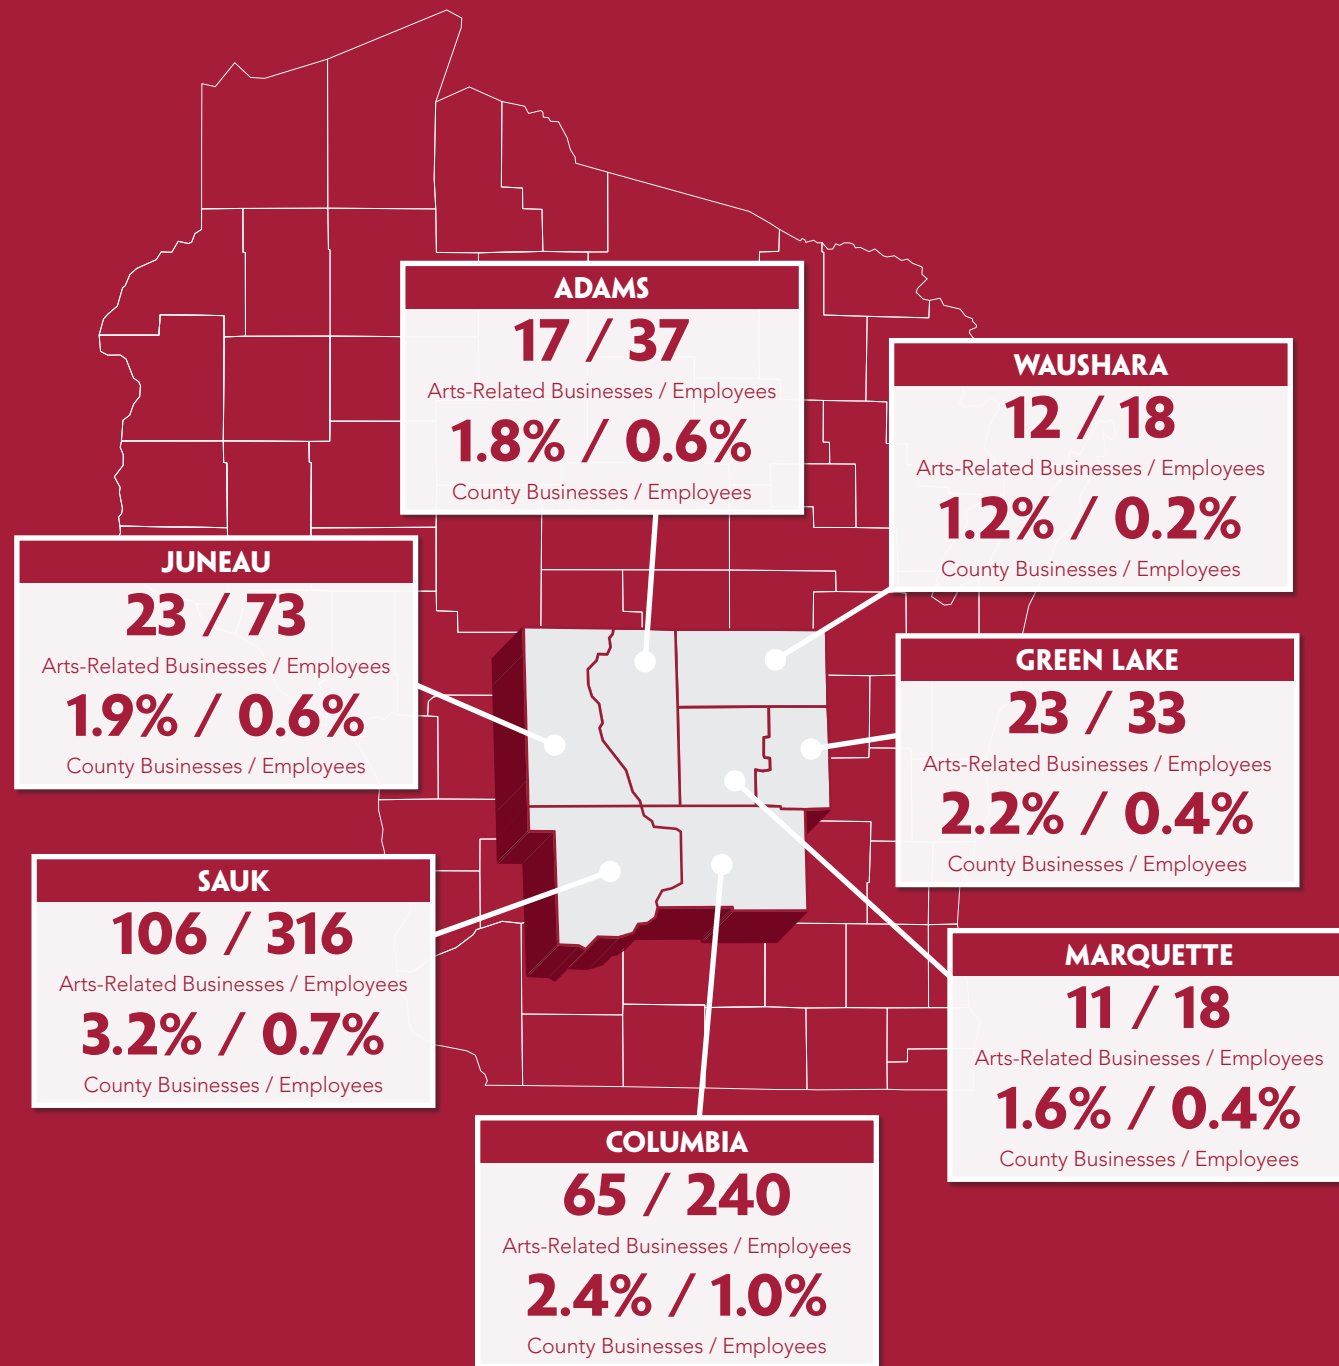 ADAMS
17 / 37
Arts-Related Businesses / Employees
1.8% / 0.6%
County Businesses / Employees
WAUSHARA
12 / 18
Arts-Related Businesses / Employees
1.2% / 0.2%
County Businesses / Employees
JUNEAU
23 / 73
Arts-Related Businesses / Employees
1.9% / 0.6%
County Businesses / Employees
GREEN LAKE
23 / 33
Arts-Related Businesses / Employees
2.2% / 0.4%
County Businesses / Employees
SAUK
106 / 316
Arts-Related Businesses / Employees
3.2% / 0.7%
County Businesses / Employees
MARQUETTE
11 / 18
Arts-Related Businesses / Employees
1.6% / 0.4%
County Businesses / Employees
COLUMBIA
65 / 240
Arts-Related Businesses / Employees
2.4% / 1.0%
County Businesses / Employees